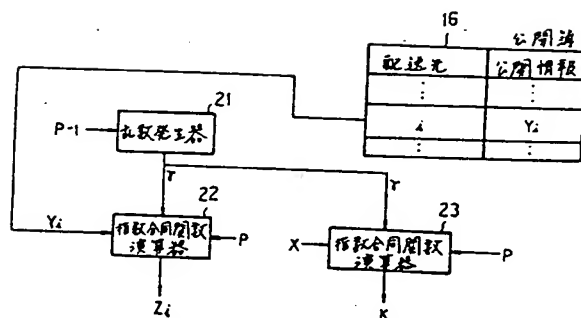 16
公開簿
配送先
公開情報
⋮ ⋮
i Yi
⋮ ⋮
21
P-1
乱数発生器
r
r
Yi
22
指数合同関数
演算器
P
23
X
指数合同関数
演算器
P
Zi
K